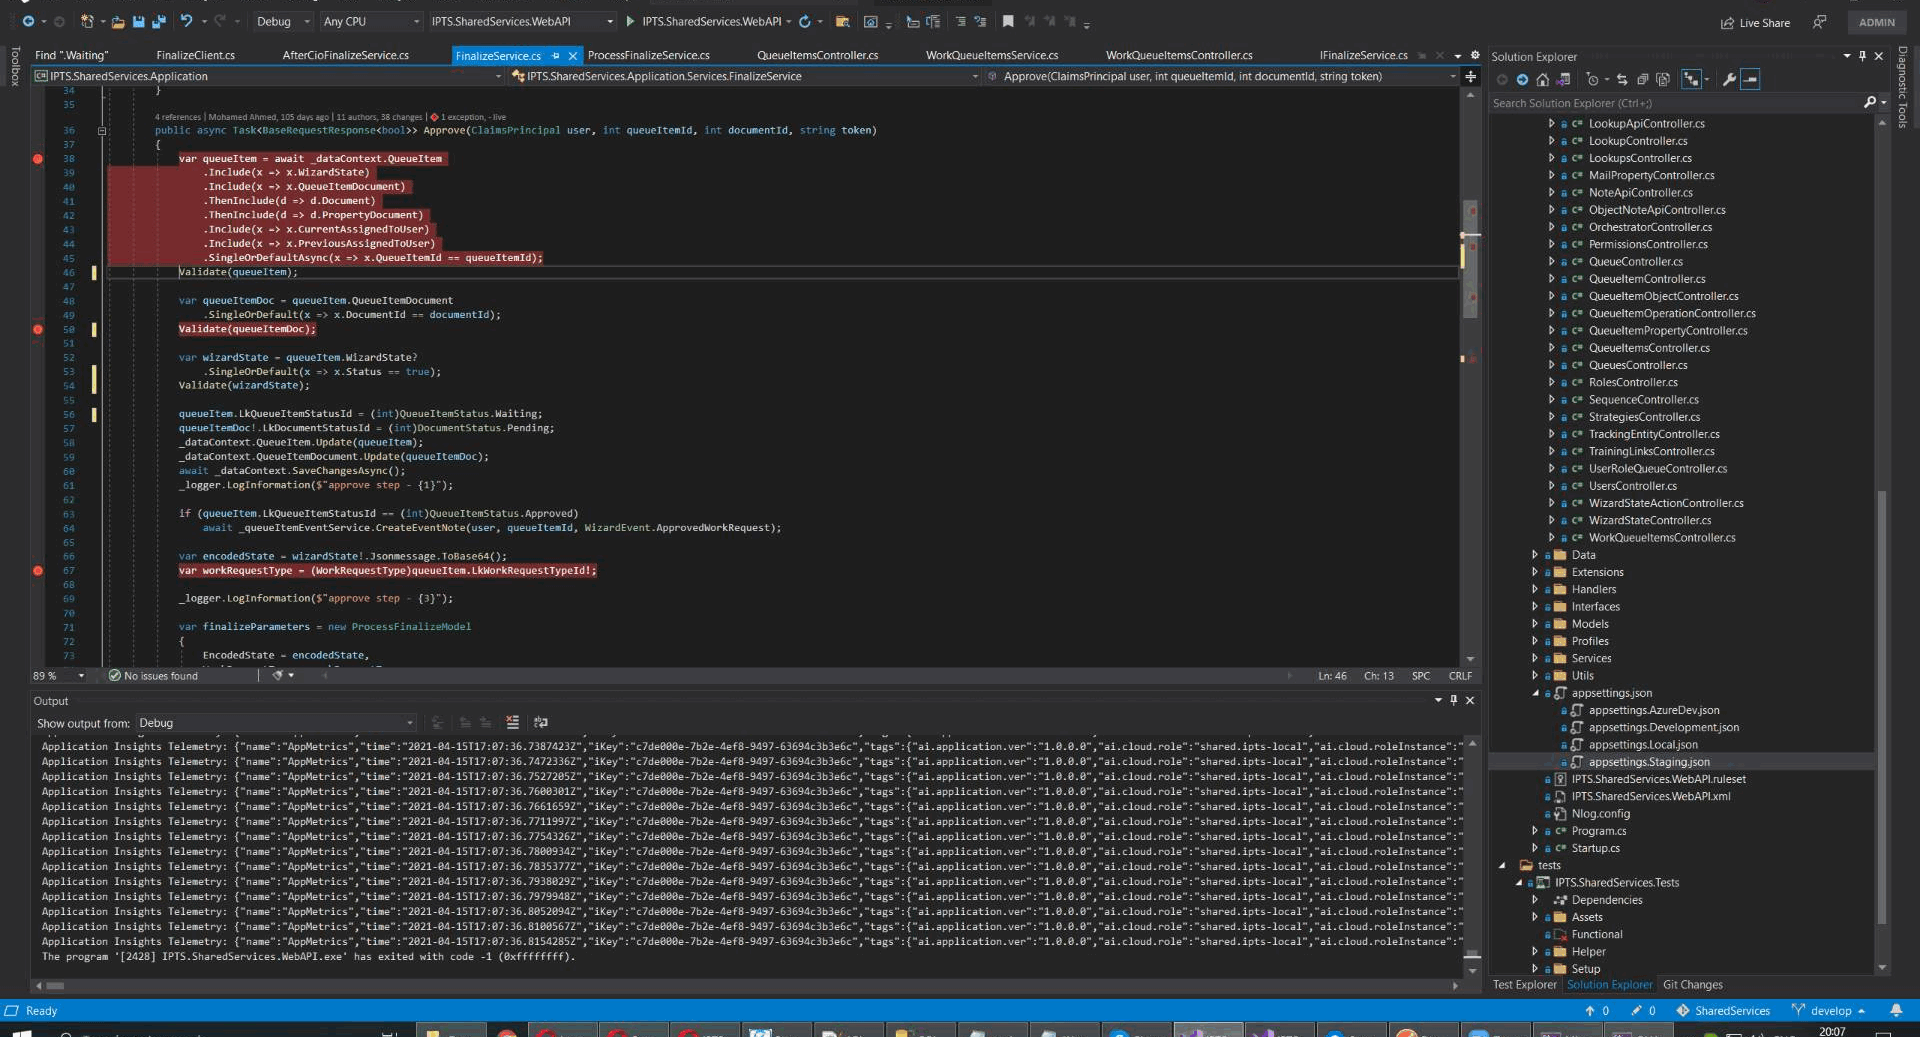 Debug
Any CPU
IPTS.SharedServices.WebAPI
IPTS.SharedServices.WebAPI
Live Share
ADMIN
Toolbox
Find ".Waiting"
FinalizeClient.cs
AfterCioFinalizeService.cs
FinalizeService.cs
ProcessFinalizeService.cs
QueueItemsController.cs
WorkQueueItemsService.cs
WorkQueueItemsController.cs
IFinalizeService.cs
IPTS.SharedServices.Application
IPTS.SharedServices.Application.Services.FinalizeService
Approve(ClaimsPrincipal user, int queueItemId, int documentId, string token)
34 }
35
4 references | Mohamed Ahmed, 105 days ago | 11 authors, 38 changes | 1 exception, - live
36 public async Task<BaseRequestResponse<bool>> Approve(ClaimsPrincipal user, int queueItemId, int documentId, string token)
37 {
38 var queueItem = await _dataContext.QueueItem
39 .Include(x => x.WizardState)
40 .Include(x => x.QueueItemDocument)
41 .ThenInclude(d => d.Document)
42 .ThenInclude(d => d.PropertyDocument)
43 .Include(x => x.CurrentAssignedToUser)
44 .Include(x => x.PreviousAssignedToUser)
45 .SingleOrDefaultAsync(x => x.QueueItemId == queueItemId);
46 Validate(queueItem);
47
48 var queueItemDoc = queueItem.QueueItemDocument
49 .SingleOrDefault(x => x.DocumentId == documentId);
50 Validate(queueItemDoc);
51
52 var wizardState = queueItem.WizardState?
53 .SingleOrDefault(x => x.Status == true);
54 Validate(wizardState);
55
56 queueItem.LkQueueItemStatusId = (int)QueueItemStatus.Waiting;
57 queueItemDoc!.LkDocumentStatusId = (int)DocumentStatus.Pending;
58 _dataContext.QueueItem.Update(queueItem);
59 _dataContext.QueueItemDocument.Update(queueItemDoc);
60 await _dataContext.SaveChangesAsync();
61 _logger.LogInformation($"approve step - {1}");
62
63 if (queueItem.LkQueueItemStatusId == (int)QueueItemStatus.Approved)
64 await _queueItemEventService.CreateEventNote(user, queueItemId, WizardEvent.ApprovedWorkRequest);
65
66 var encodedState = wizardState!.Jsonmessage.ToBase64();
67 var workRequestType = (WorkRequestType)queueItem.LkWorkRequestTypeId!;
68
69 _logger.LogInformation($"approve step - {3}");
70
71 var finalizeParameters = new ProcessFinalizeModel
72 {
73 EncodedState = encodedState,
89 %
No issues found
Ln: 46 Ch: 13 SPC CRLF
Output
Show output from: Debug
Application Insights Telemetry: {"name":"AppMetrics","time":"2021-04-15T17:07:36.7387423Z","iKey":"c7de000e-7b2e-4ef8-9497-63694c3b3e6c","tags":{"ai.application.ver":"1.0.0.0","ai.cloud.role":"shared.ipts-local","ai.cloud.roleInstance":"
Application Insights Telemetry: {"name":"AppMetrics","time":"2021-04-15T17:07:36.7472336Z","iKey":"c7de000e-7b2e-4ef8-9497-63694c3b3e6c","tags":{"ai.application.ver":"1.0.0.0","ai.cloud.role":"shared.ipts-local","ai.cloud.roleInstance":"
Application Insights Telemetry: {"name":"AppMetrics","time":"2021-04-15T17:07:36.7527205Z","iKey":"c7de000e-7b2e-4ef8-9497-63694c3b3e6c","tags":{"ai.application.ver":"1.0.0.0","ai.cloud.role":"shared.ipts-local","ai.cloud.roleInstance":"
Application Insights Telemetry: {"name":"AppMetrics","time":"2021-04-15T17:07:36.7600301Z","iKey":"c7de000e-7b2e-4ef8-9497-63694c3b3e6c","tags":{"ai.application.ver":"1.0.0.0","ai.cloud.role":"shared.ipts-local","ai.cloud.roleInstance":"
Application Insights Telemetry: {"name":"AppMetrics","time":"2021-04-15T17:07:36.7661659Z","iKey":"c7de000e-7b2e-4ef8-9497-63694c3b3e6c","tags":{"ai.application.ver":"1.0.0.0","ai.cloud.role":"shared.ipts-local","ai.cloud.roleInstance":"
Application Insights Telemetry: {"name":"AppMetrics","time":"2021-04-15T17:07:36.7711997Z","iKey":"c7de000e-7b2e-4ef8-9497-63694c3b3e6c","tags":{"ai.application.ver":"1.0.0.0","ai.cloud.role":"shared.ipts-local","ai.cloud.roleInstance":"
Application Insights Telemetry: {"name":"AppMetrics","time":"2021-04-15T17:07:36.7754326Z","iKey":"c7de000e-7b2e-4ef8-9497-63694c3b3e6c","tags":{"ai.application.ver":"1.0.0.0","ai.cloud.role":"shared.ipts-local","ai.cloud.roleInstance":"
Application Insights Telemetry: {"name":"AppMetrics","time":"2021-04-15T17:07:36.7800934Z","iKey":"c7de000e-7b2e-4ef8-9497-63694c3b3e6c","tags":{"ai.application.ver":"1.0.0.0","ai.cloud.role":"shared.ipts-local","ai.cloud.roleInstance":"
Application Insights Telemetry: {"name":"AppMetrics","time":"2021-04-15T17:07:36.7835377Z","iKey":"c7de000e-7b2e-4ef8-9497-63694c3b3e6c","tags":{"ai.application.ver":"1.0.0.0","ai.cloud.role":"shared.ipts-local","ai.cloud.roleInstance":"
Application Insights Telemetry: {"name":"AppMetrics","time":"2021-04-15T17:07:36.7938029Z","iKey":"c7de000e-7b2e-4ef8-9497-63694c3b3e6c","tags":{"ai.application.ver":"1.0.0.0","ai.cloud.role":"shared.ipts-local","ai.cloud.roleInstance":"
Application Insights Telemetry: {"name":"AppMetrics","time":"2021-04-15T17:07:36.7979948Z","iKey":"c7de000e-7b2e-4ef8-9497-63694c3b3e6c","tags":{"ai.application.ver":"1.0.0.0","ai.cloud.role":"shared.ipts-local","ai.cloud.roleInstance":"
Application Insights Telemetry: {"name":"AppMetrics","time":"2021-04-15T17:07:36.8052094Z","iKey":"c7de000e-7b2e-4ef8-9497-63694c3b3e6c","tags":{"ai.application.ver":"1.0.0.0","ai.cloud.role":"shared.ipts-local","ai.cloud.roleInstance":"
Application Insights Telemetry: {"name":"AppMetrics","time":"2021-04-15T17:07:36.8100567Z","iKey":"c7de000e-7b2e-4ef8-9497-63694c3b3e6c","tags":{"ai.application.ver":"1.0.0.0","ai.cloud.role":"shared.ipts-local","ai.cloud.roleInstance":"
Application Insights Telemetry: {"name":"AppMetrics","time":"2021-04-15T17:07:36.8154285Z","iKey":"c7de000e-7b2e-4ef8-9497-63694c3b3e6c","tags":{"ai.application.ver":"1.0.0.0","ai.cloud.role":"shared.ipts-local","ai.cloud.roleInstance":"
The program '[2428] IPTS.SharedServices.WebAPI.exe' has exited with code -1 (0xffffffff).
Solution Explorer
Search Solution Explorer (Ctrl+;)
LookupApiController.cs
LookupController.cs
LookupsController.cs
MailPropertyController.cs
NoteApiController.cs
ObjectNoteApiController.cs
OrchestratorController.cs
PermissionsController.cs
QueueController.cs
QueueItemController.cs
QueueItemObjectController.cs
QueueItemOperationController.cs
QueueItemPropertyController.cs
QueueItemsController.cs
QueuesController.cs
RolesController.cs
SequenceController.cs
StrategiesController.cs
TrackingEntityController.cs
TrainingLinksController.cs
UserRoleQueueController.cs
UsersController.cs
WizardStateActionController.cs
WizardStateController.cs
WorkQueueItemsController.cs
Data
Extensions
Handlers
Interfaces
Models
Profiles
Services
Utils
appsettings.json
appsettings.AzureDev.json
appsettings.Development.json
appsettings.Local.json
appsettings.Staging.json
IPTS.SharedServices.WebAPI.ruleset
IPTS.SharedServices.WebAPI.xml
Nlog.config
Program.cs
Startup.cs
tests
IPTS.SharedServices.Tests
Dependencies
Assets
Functional
Helper
Setup
Test Explorer
Solution Explorer
Git Changes
Diagnostic Tools
Ready
0
0
SharedServices
develop
20:07